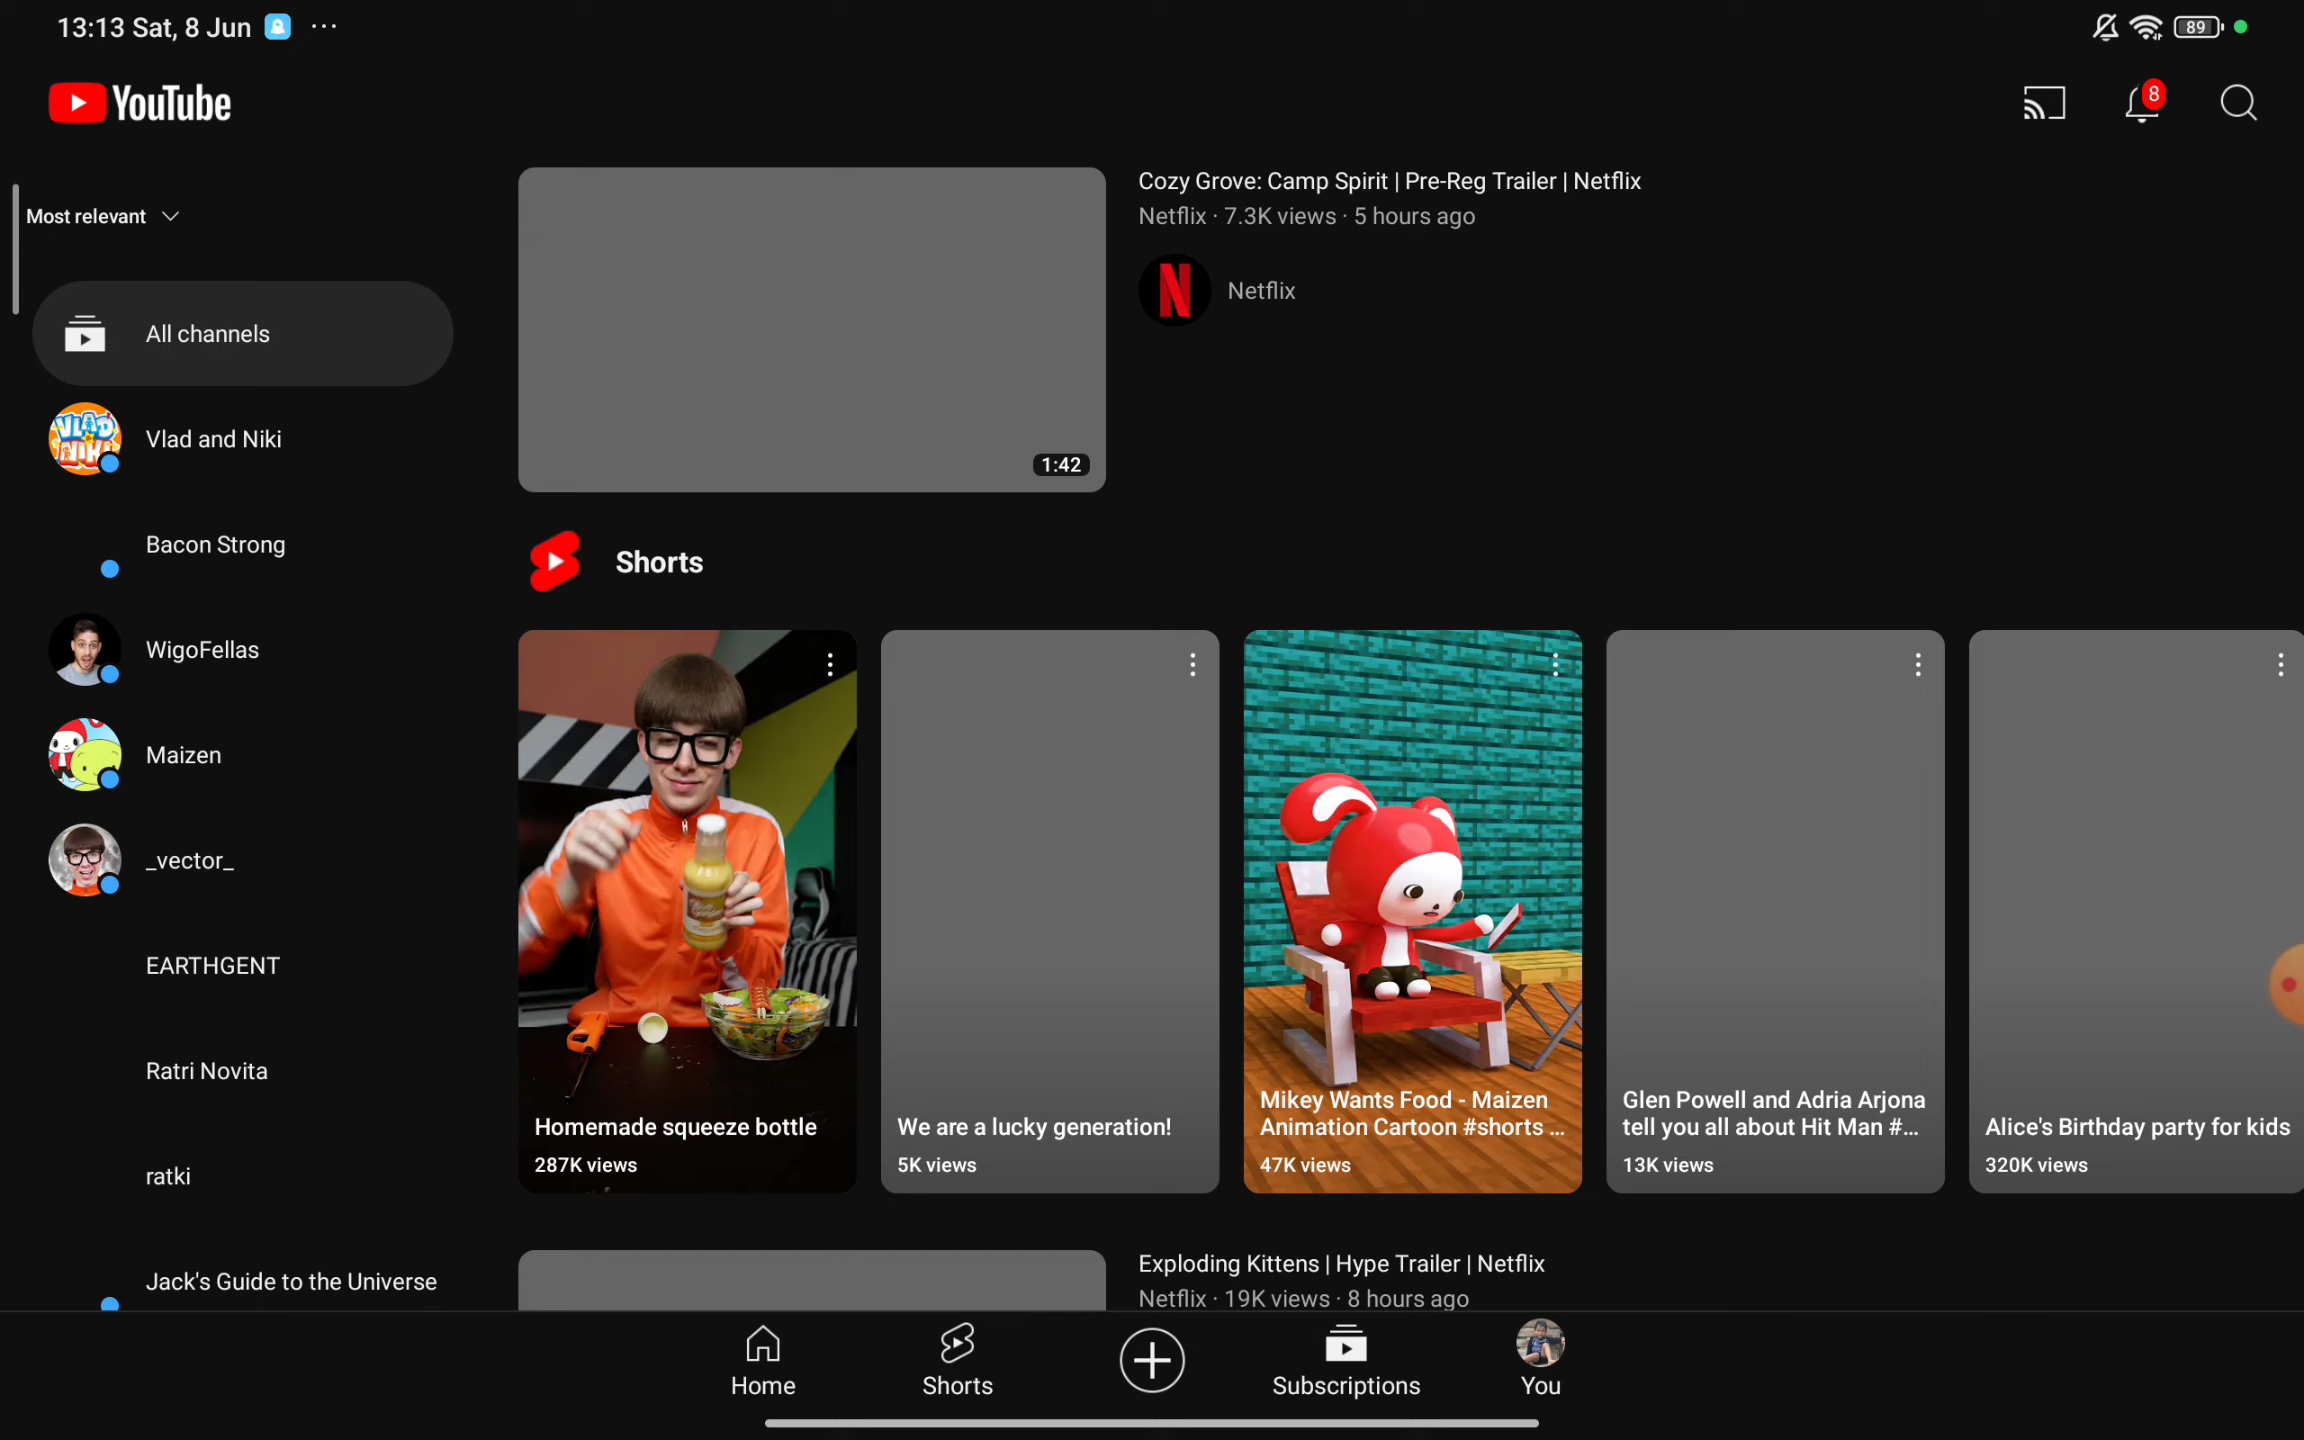 13:13 Sat, 8 Jun
89
YouTube
8
Most relevant
All channels
Vlad and Niki
Bacon Strong
WigoFellas
Maizen
_vector_
EARTHGENT
Ratri Novita
ratki
Jack's Guide to the Universe
1:42
Cozy Grove: Camp Spirit | Pre-Reg Trailer | Netflix
Netflix · 7.3K views · 5 hours ago
N
Netflix
Shorts
Homemade squeeze bottle
287K views
We are a lucky generation!
5K views
Mikey Wants Food - Maizen
Animation Cartoon #shorts ...
47K views
Glen Powell and Adria Arjona
tell you all about Hit Man #...
13K views
Alice's Birthday party for kids
320K views
Exploding Kittens | Hype Trailer | Netflix
Netflix · 19K views · 8 hours ago
Home
Shorts
Subscriptions
You